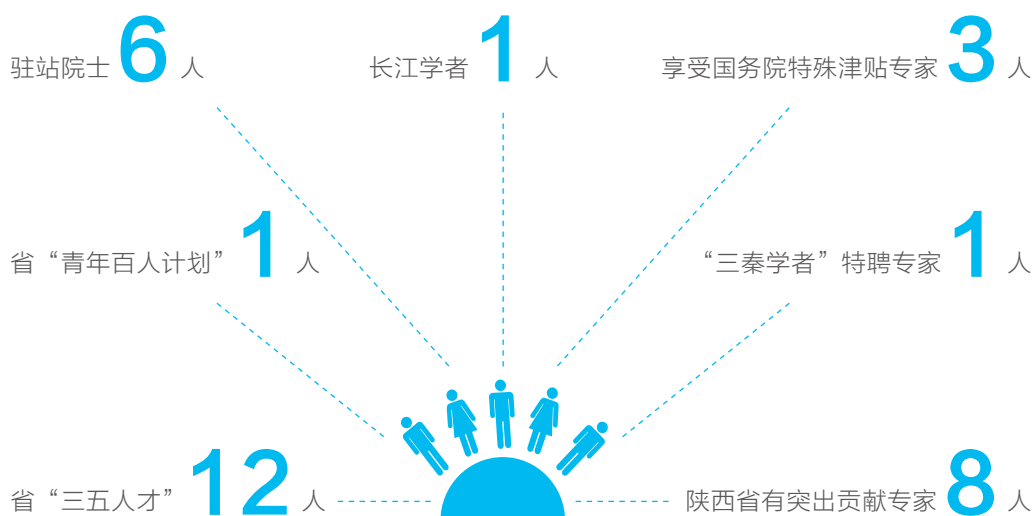 驻站院士 6 人
长江学者 1 人
享受国务院特殊津贴专家 3 人
省“青年百人计划” 1 人
“三秦学者”特聘专家 1 人
省“三五人才” 12 人
陕西省有突出贡献专家 8 人